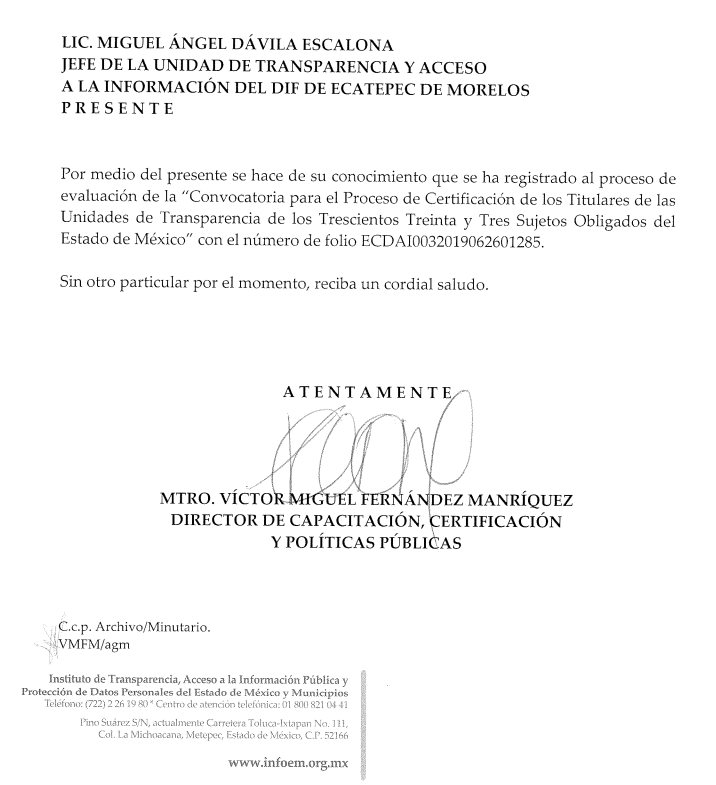 LIC. MIGUEL ÁNGEL DÁVILA ESCALONA
JEFE DE LA UNIDAD DE TRANSPARENCIA Y ACCESO
A LA INFORMACIÓN DEL DIF DE ECATEPEC DE MORELOS
P R E S E N T E
Por medio del presente se hace de su conocimiento que se ha registrado al proceso de
evaluación de la “Convocatoria para el Proceso de Certificación de los Titulares de las
Unidades de Transparencia de los Trescientos Treinta y Tres Sujetos Obligados del
Estado de México” con el número de folio ECDAI0032019062601285.
Sin otro particular por el momento, reciba un cordial saludo.
A T E N T A M E N T E
MTRO. VÍCTOR MIGUEL FERNÁNDEZ MANRÍQUEZ
DIRECTOR DE CAPACITACIÓN, CERTIFICACIÓN
Y POLÍTICAS PÚBLICAS
C.c.p. Archivo/Minutario.
VMFM/agm
Instituto de Transparencia, Acceso a la Información Pública y
Protección de Datos Personales del Estado de México y Municipios
Teléfono: (722) 2 26 19 80 * Centro de atención telefónica: 01 800 821 04 41
Pino Suárez S/N, actualmente Carretera Toluca-Ixtapan No. 111,
Col. La Michoacana, Metepec, Estado de México, C.P. 52166
www.infoem.org.mx